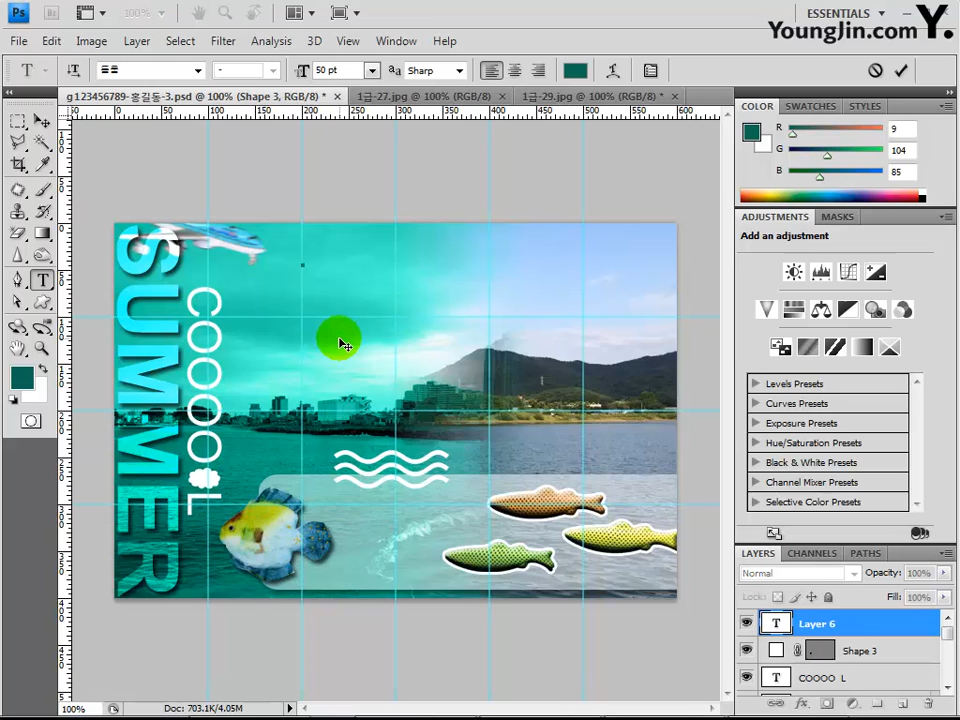 Ps
Br
100%
ESSENTIALS
YoungJin.com Y.
File Edit Image Layer Select Filter Analysis 3D View Window Help
T 돋움 - 50 pt Sharp
g123456789-홍길동-3.psd @ 100% (Shape 3, RGB/8) * 1급-27.jpg @ 100% (RGB/8) 1급-29.jpg @ 100% (RGB/8) *
COLOR SWATCHES STYLES
R 9
G 104
B 85
ADJUSTMENTS MASKS
Add an adjustment
Levels Presets
Curves Presets
Exposure Presets
Hue/Saturation Presets
Black & White Presets
Channel Mixer Presets
Selective Color Presets
SUMMER
COOOO L
LAYERS CHANNELS PATHS
Normal Opacity: 100%
Lock: Fill: 100%
T Layer 6
Shape 3
T COOOO L
100% Doc: 703.1K/4.05M